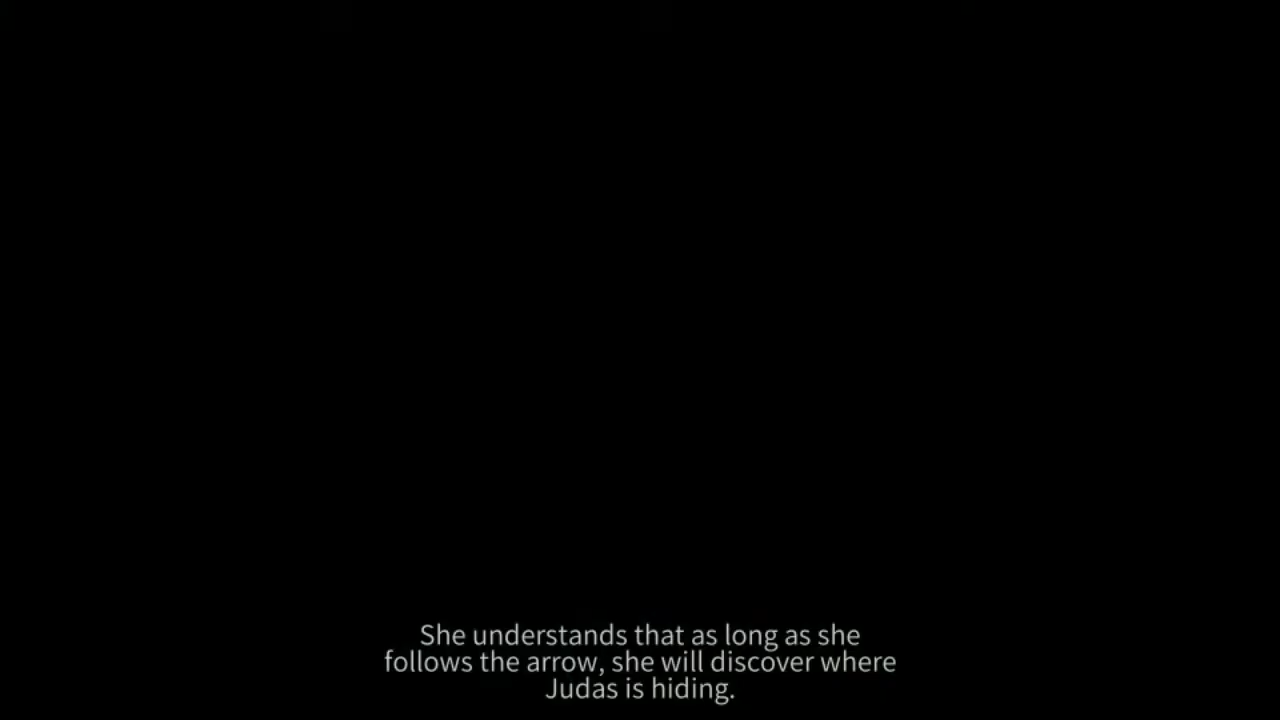 She understands that as long as she
follows the arrow, she will discover where
Judas is hiding.